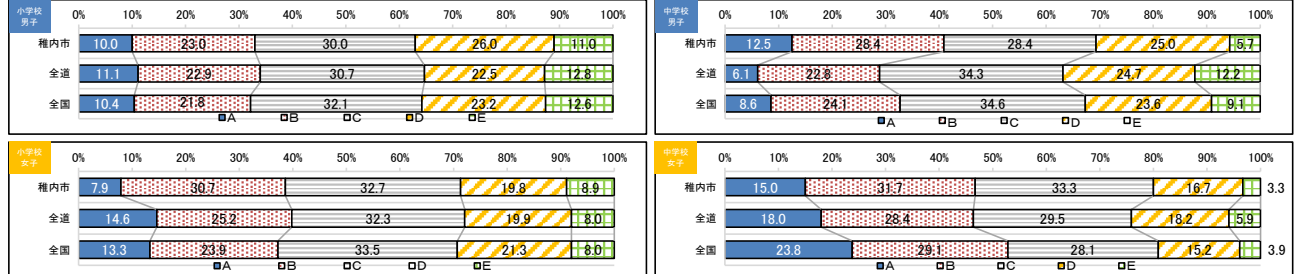 小学校
男子
0% 10% 20% 30% 40% 50% 60% 70% 80% 90% 100%
稚内市 10.0 23.0 30.0 26.0 11.0
全道 11.1 22.9 30.7 22.5 12.8
全国 10.4 21.8 32.1 23.2 12.6
A B C D E
中学校
男子
0% 10% 20% 30% 40% 50% 60% 70% 80% 90% 100%
稚内市 12.5 28.4 28.4 25.0 5.7
全道 6.1 22.8 34.3 24.7 12.2
全国 8.6 24.1 34.6 23.6 9.1
A B C D E
小学校
女子
0% 10% 20% 30% 40% 50% 60% 70% 80% 90% 100%
稚内市 7.9 30.7 32.7 19.8 8.9
全道 14.6 25.2 32.3 19.9 8.0
全国 13.3 23.9 33.5 21.3 8.0
A B C D E
中学校
女子
0% 10% 20% 30% 40% 50% 60% 70% 80% 90% 100%
稚内市 15.0 31.7 33.3 16.7 3.3
全道 18.0 28.4 29.5 18.2 5.9
全国 23.8 29.1 28.1 15.2 3.9
A B C D E